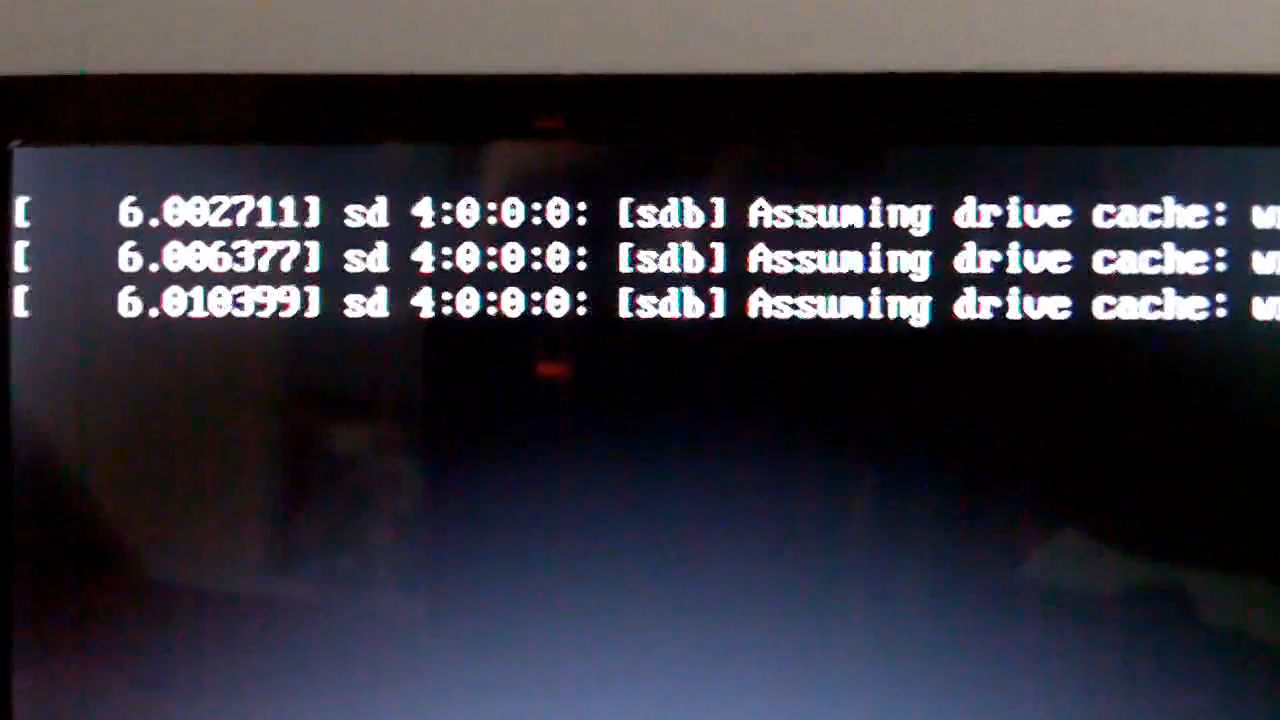 [    6.002711] sd 4:0:0:0: [sdb] Assuming drive cache:
[    6.006377] sd 4:0:0:0: [sdb] Assuming drive cache:
[    6.010399] sd 4:0:0:0: [sdb] Assuming drive cache: